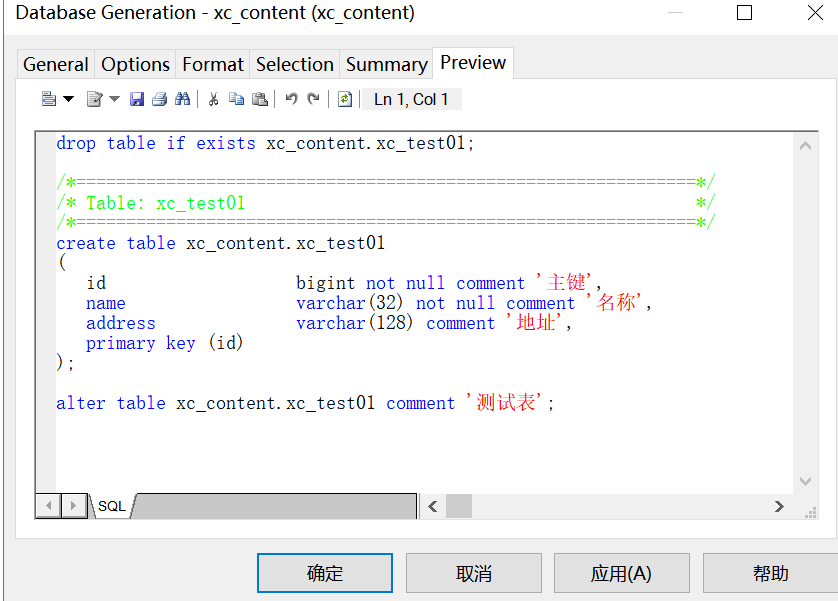 Database Generation - xc_content (xc_content)
General Options Format Selection Summary Preview
Ln 1, Col 1
drop table if exists xc_content.xc_test01;
/*==============================================================*/
/* Table: xc_test01                                             */
/*==============================================================*/
create table xc_content.xc_test01
(
   id                   bigint not null comment '主键',
   name                 varchar(32) not null comment '名称',
   address              varchar(128) comment '地址',
   primary key (id)
);
alter table xc_content.xc_test01 comment '测试表';
SQL
确定 取消 应用(A) 帮助